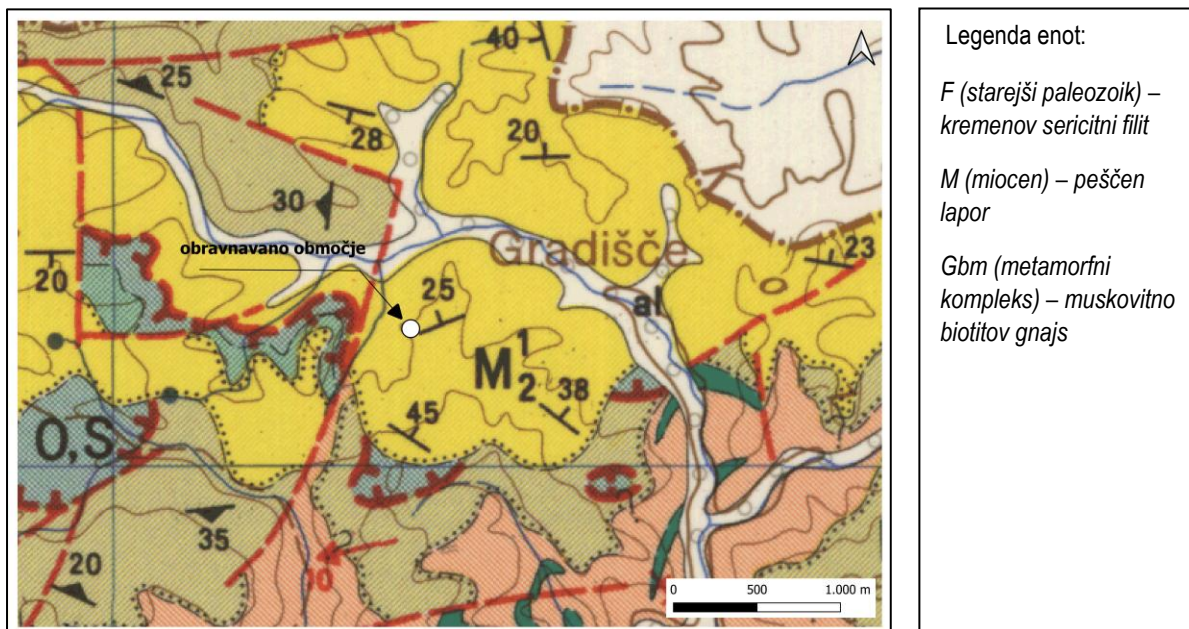 40
25
28
20
30
obravnavano območje
20
Gradišče
23
25
al
M 1 2
38
45
O,S
35
20
0 500 1.000 m
Legenda enot:
F (starejši paleozoik) –
kremenov sericitni filit
M (miocen) – peščen
lapor
Gbm (metamorfni
kompleks) – muskovitno
biotitov gnajs